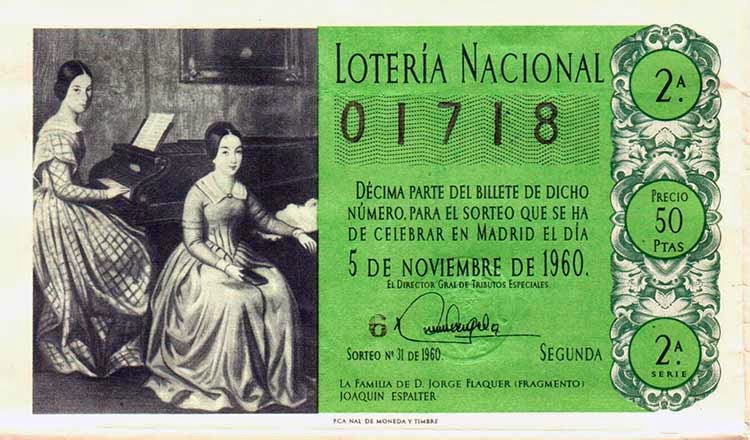 LOTERÍA NACIONAL
01718
DÉCIMA PARTE DEL BILLETE DE DICHO
NÚMERO, PARA EL SORTEO QUE SE HA
DE CELEBRAR EN MADRID EL DÍA
5 DE NOVIEMBRE DE 1960.
EL DIRECTOR GRAL DE TRIBUTOS ESPECIALES.
6
SORTEO Nº 31 DE 1960.
SEGUNDA
LA FAMILIA DE D. JORGE FLAQUER (FRAGMENTO)
JOAQUIN ESPALTER
2.ª
PRECIO
50
PTAS
2.ª
SERIE
FCA NAL DE MONEDA Y TIMBRE